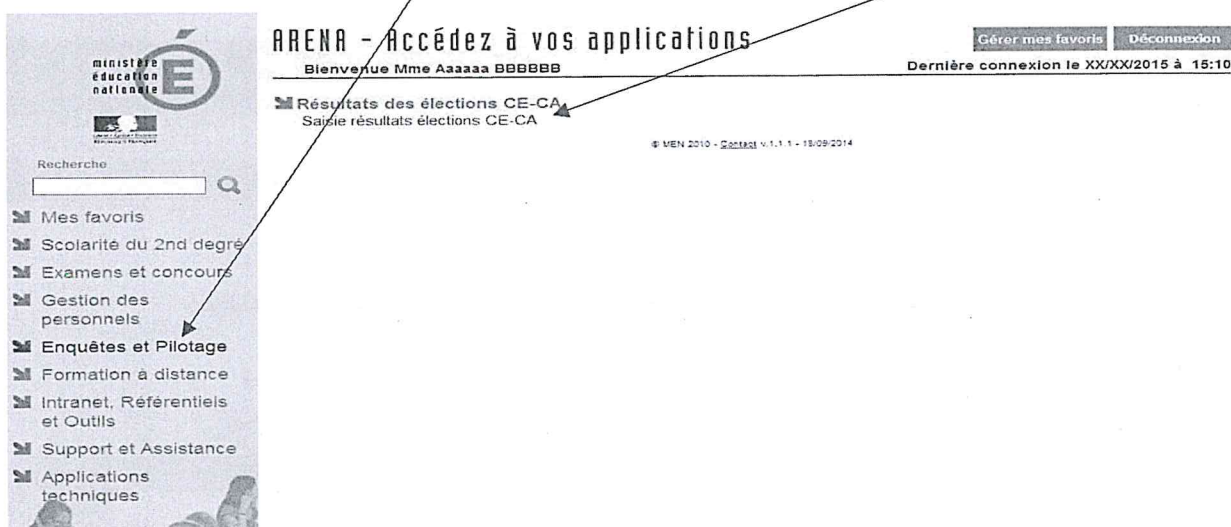 ministère
éducation
nationale
É
Recherche
Mes favoris
Scolarité du 2nd degré
Examens et concours
Gestion des
personnels
Enquêtes et Pilotage
Formation à distance
Intranet, Référentiels
et Outils
Support et Assistance
Applications
techniques
ARENA - Accédez à vos applications
Gérer mes favoris
Déconnexion
Bienvenue Mme Aaaaaa BBBBBB
Dernière connexion le XX/XX/2015 à 15:10
Résultats des élections CE-CA
Saisie résultats élections CE-CA
© MEN 2010 - Contact v.1.1.1 - 18/09/2014